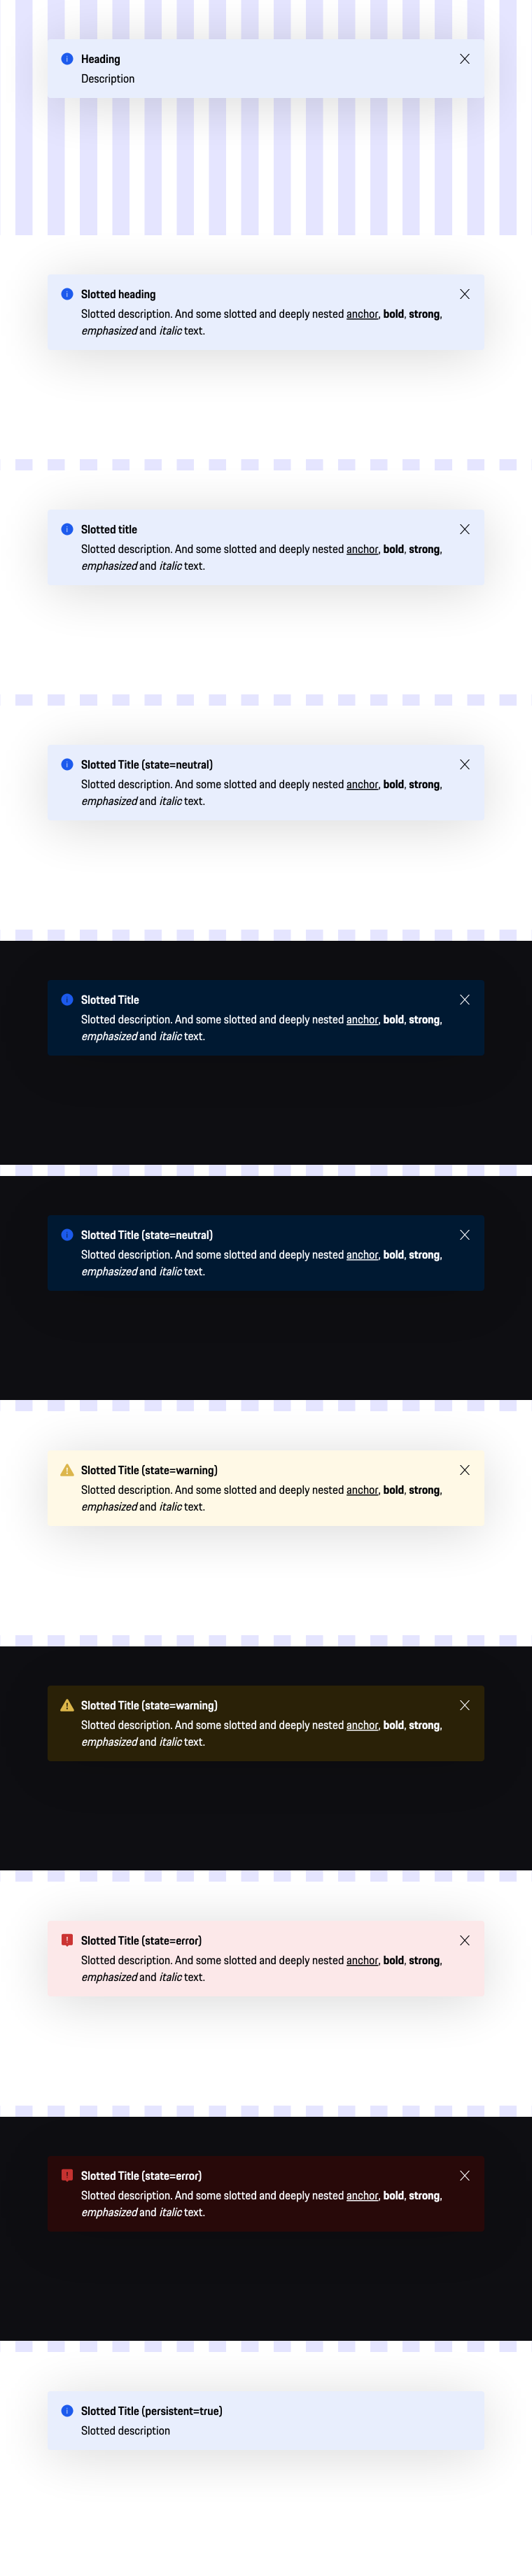 Heading
Description
Slotted heading
Slotted description. And some slotted and deeply nested anchor, bold, strong,
emphasized and italic text.
Slotted title
Slotted description. And some slotted and deeply nested anchor, bold, strong,
emphasized and italic text.
Slotted Title (state=neutral)
Slotted description. And some slotted and deeply nested anchor, bold, strong,
emphasized and italic text.
Slotted Title
Slotted description. And some slotted and deeply nested anchor, bold, strong,
emphasized and italic text.
Slotted Title (state=neutral)
Slotted description. And some slotted and deeply nested anchor, bold, strong,
emphasized and italic text.
Slotted Title (state=warning)
Slotted description. And some slotted and deeply nested anchor, bold, strong,
emphasized and italic text.
Slotted Title (state=warning)
Slotted description. And some slotted and deeply nested anchor, bold, strong,
emphasized and italic text.
Slotted Title (state=error)
Slotted description. And some slotted and deeply nested anchor, bold, strong,
emphasized and italic text.
Slotted Title (state=error)
Slotted description. And some slotted and deeply nested anchor, bold, strong,
emphasized and italic text.
Slotted Title (persistent=true)
Slotted description